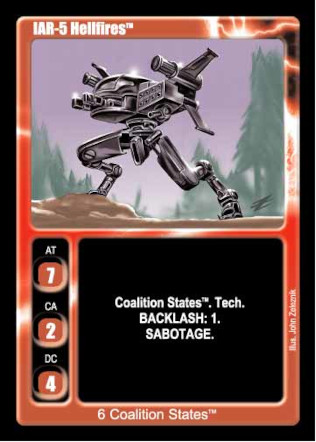 IAR-5 Hellfires™
AT
7
CA
2
DC
4
Coalition States™. Tech.
BACKLASH: 1.
SABOTAGE.
Illus. John Zeleznik
6 Coalition States™